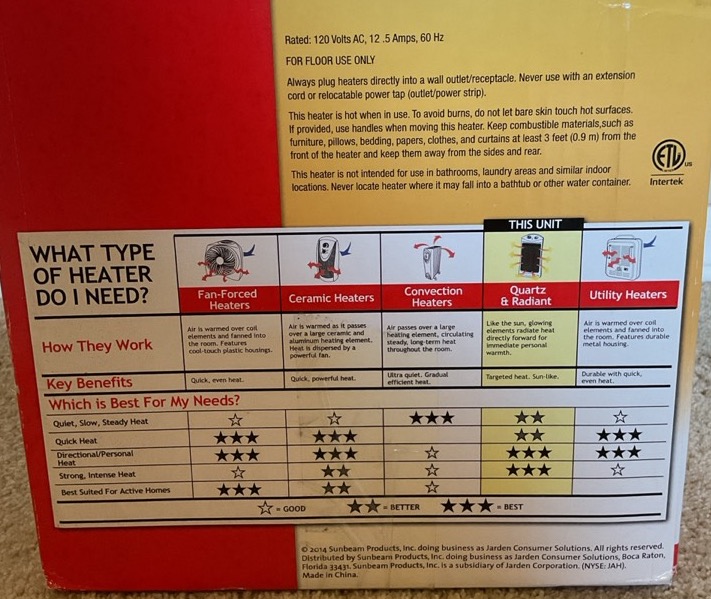 Rated: 120 Volts AC, 12 .5 Amps, 60 Hz
FOR FLOOR USE ONLY
Always plug heaters directly into a wall outlet/receptacle. Never use with an extension
cord or relocatable power tap (outlet/power strip).
This heater is hot when in use. To avoid burns, do not let bare skin touch hot surfaces.
If provided, use handles when moving this heater. Keep combustible materials,such as
furniture, pillows, bedding, papers, clothes, and curtains at least 3 feet (0.9 m) from the
front of the heater and keep them away from the sides and rear.
This heater is not intended for use in bathrooms, laundry areas and similar indoor
locations. Never locate heater where it may fall into a bathtub or other water container.
ETL
US
Intertek
THIS UNIT
WHAT TYPE
OF HEATER
DO I NEED?
Fan-Forced
Heaters
Ceramic Heaters
Convection
Heaters
Quartz
& Radiant
Utility Heaters
How They Work
Air is warmed over coil
elements and fanned into
the room. Features
cool-touch plastic housings.
Air is warmed as it passes
over a large ceramic and
aluminum heating element.
Heat is dispersed by a
powerful fan.
Air passes over a large
heating element, circulating
steady, long-term heat
throughout the room.
Like the sun, glowing
elements radiate heat
directly forward for
immediate personal
warmth.
Air is warmed over coil
elements and fanned into
the room. Features durable
metal housing.
Key Benefits
Quick, even heat.
Quick, powerful heat.
Ultra quiet. Gradual
efficient heat.
Targeted heat. Sun-like.
Durable with quick,
even heat.
Which is Best For My Needs?
Quiet, Slow, Steady Heat
Quick Heat
Directional/Personal
Heat
Strong, Intense Heat
Best Suited For Active Homes
= GOOD
= BETTER
= BEST
© 2014 Sunbeam Products, Inc. doing business as Jarden Consumer Solutions. All rights reserved.
Distributed by Sunbeam Products, Inc. doing business as Jarden Consumer Solutions, Boca Raton,
Florida 33431. Sunbeam Products, Inc. is a subsidiary of Jarden Corporation. (NYSE: JAH).
Made in China.